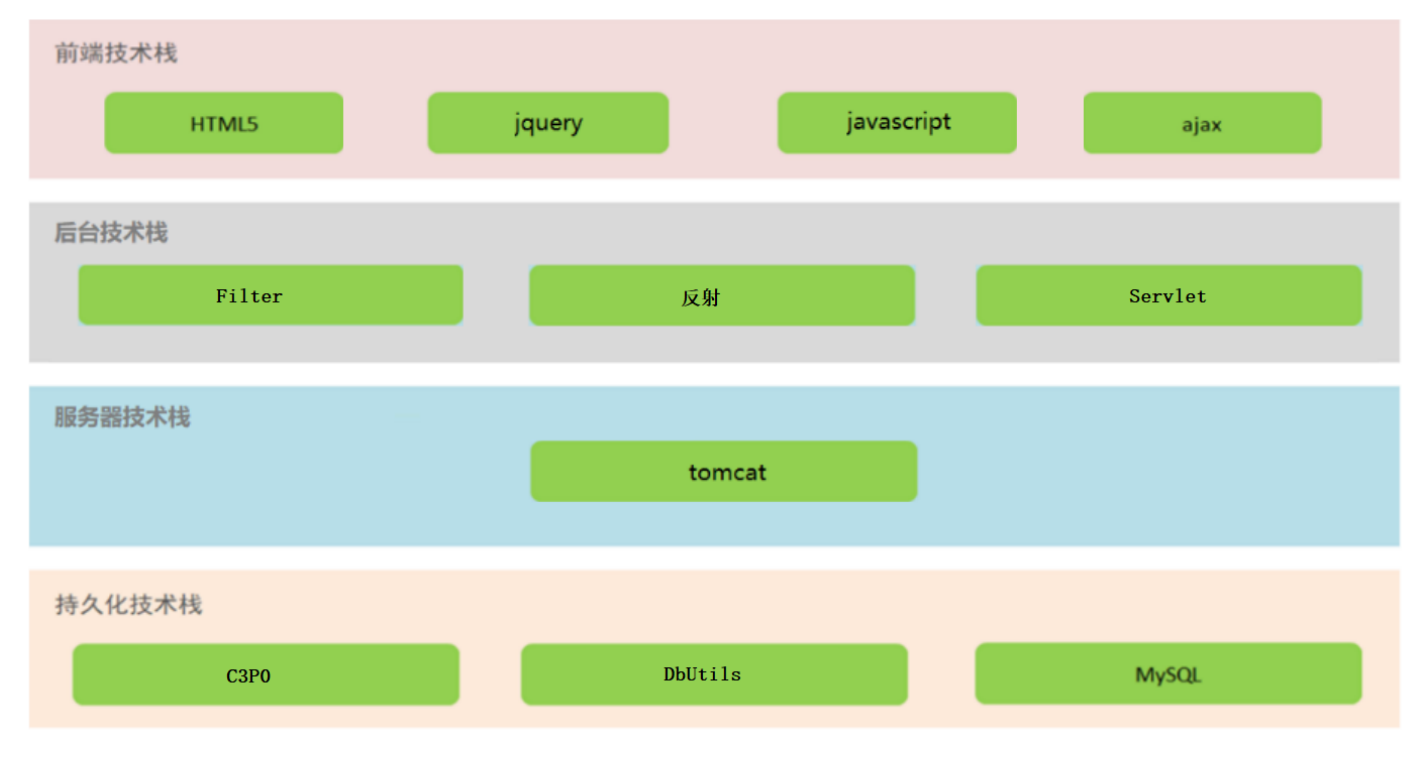 前端技术栈
HTML5 jquery javascript ajax
后台技术栈
Filter 反射 Servlet
服务器技术栈
tomcat
持久化技术栈
C3P0 DbUtils MySQL